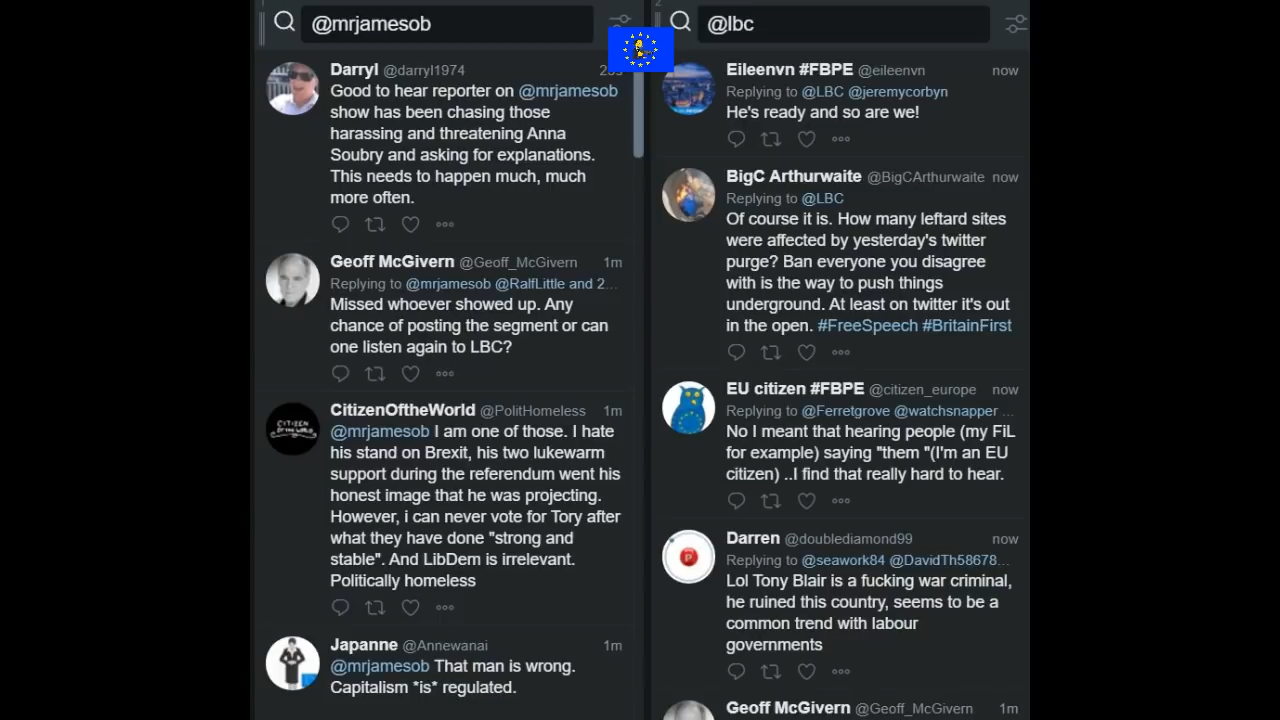 1
@mrjamesob
Darryl @darryl1974
Good to hear reporter on @mrjamesob
show has been chasing those
harassing and threatening Anna
Soubry and asking for explanations.
This needs to happen much, much
more often.
Geoff McGivern @Geoff_McGivern 1m
Replying to @mrjamesob @RalfLittle and 2...
Missed whoever showed up. Any
chance of posting the segment or can
one listen again to LBC?
CitizenOftheWorld @PolitHomeless 1m
@mrjamesob I am one of those. I hate
his stand on Brexit, his two lukewarm
support during the referendum went his
honest image that he was projecting.
However, i can never vote for Tory after
what they have done "strong and
stable". And LibDem is irrelevant.
Politically homeless
Japanne @Annewanai 1m
@mrjamesob That man is wrong.
Capitalism *is* regulated.
2
@lbc
Eileenvn #FBPE @eileenvn now
Replying to @LBC @jeremycorbyn
He's ready and so are we!
BigC Arthurwaite @BigCArthurwaite now
Replying to @LBC
Of course it is. How many leftard sites
were affected by yesterday's twitter
purge? Ban everyone you disagree
with is the way to push things
underground. At least on twitter it's out
in the open. #FreeSpeech #BritainFirst
EU citizen #FBPE @citizen_europe now
Replying to @Ferretgrove @watchsnapper ...
No I meant that hearing people (my FiL
for example) saying "them "(I'm an EU
citizen) ..I find that really hard to hear.
Darren @doublediamond99 now
Replying to @seawork84 @DavidTh58678...
Lol Tony Blair is a fucking war criminal,
he ruined this country, seems to be a
common trend with labour
governments
Geoff McGivern @Geoff_McGivern 1m